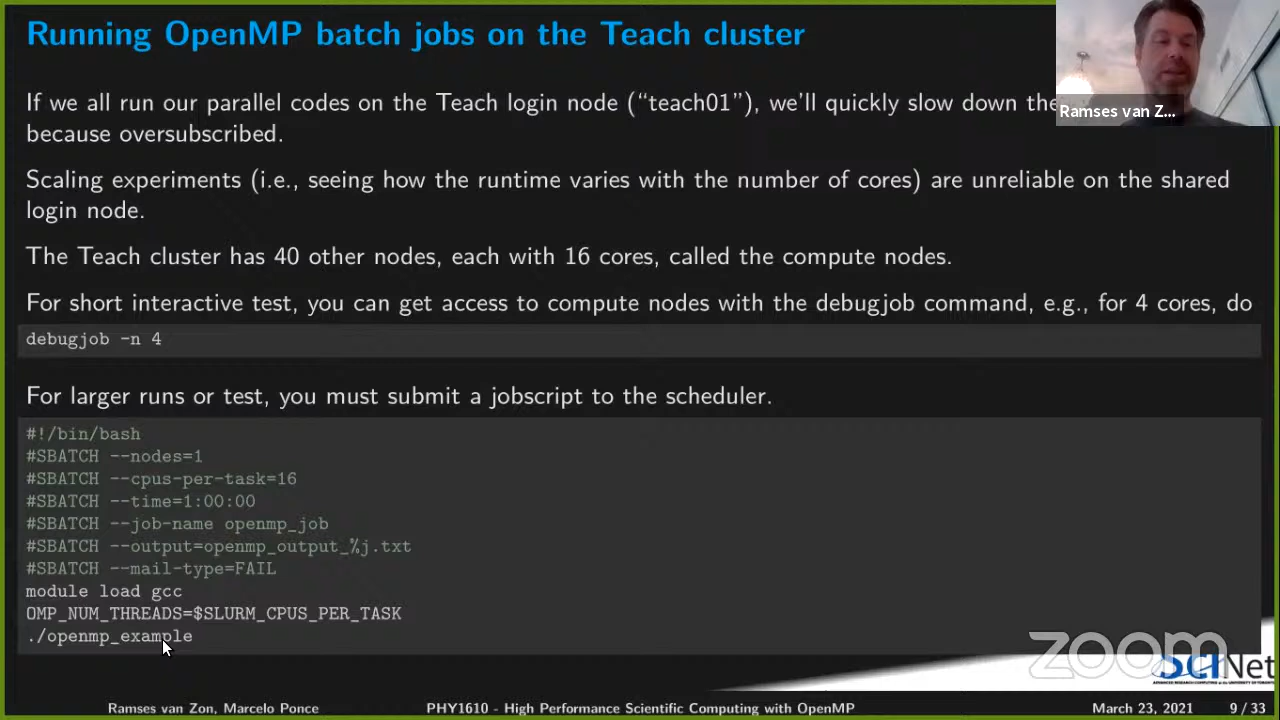 Running OpenMP batch jobs on the Teach cluster
Ramses van Z...
If we all run our parallel codes on the Teach login node (“teach01”), we’ll quickly slow down the
because oversubscribed.
Scaling experiments (i.e., seeing how the runtime varies with the number of cores) are unreliable on the shared
login node.
The Teach cluster has 40 other nodes, each with 16 cores, called the compute nodes.
For short interactive test, you can get access to compute nodes with the debugjob command, e.g., for 4 cores, do
debugjob -n 4
For larger runs or test, you must submit a jobscript to the scheduler.
#!/bin/bash
#SBATCH --nodes=1
#SBATCH --cpus-per-task=16
#SBATCH --time=1:00:00
#SBATCH --job-name openmp_job
#SBATCH --output=openmp_output_%j.txt
#SBATCH --mail-type=FAIL
module load gcc
OMP_NUM_THREADS=$SLURM_CPUS_PER_TASK
./openmp_example
zoom
SciNet
Ramses van Zon, Marcelo Ponce
PHY1610 - High Performance Scientific Computing with OpenMP
March 23, 2021
9 / 33